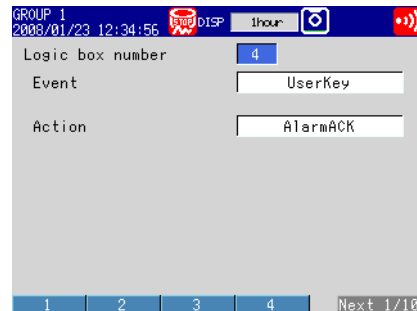 GROUP 1
2008/01/23 12:34:56 STOP DISP 1hour
Logic box number 4
Event UserKey
Action AlarmACK
1 2 3 4 Next 1/10